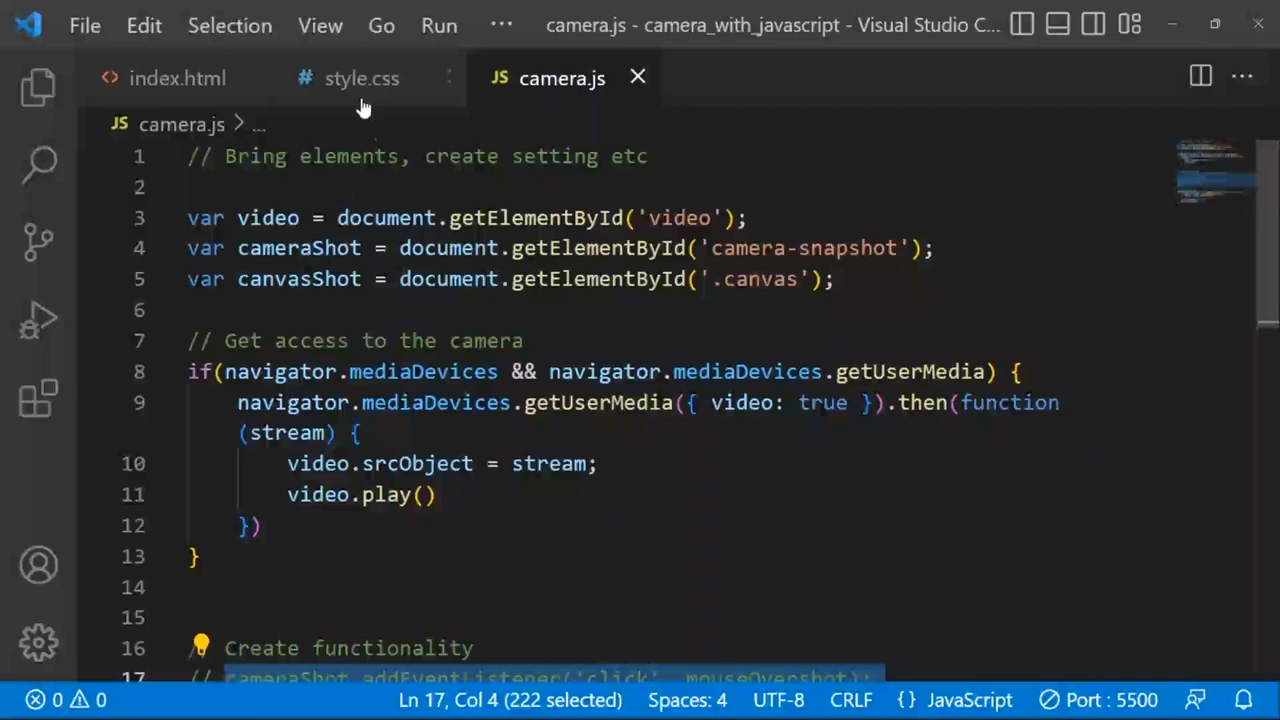 File Edit Selection View Go Run ··· camera.js - camera_with_javascript - Visual Studio C...
index.html # style.css JS camera.js
JS camera.js > ...
1 // Bring elements, create setting etc
2
3 var video = document.getElementById('video');
4 var cameraShot = document.getElementById('camera-snapshot');
5 var canvasShot = document.getElementById('.canvas');
6
7 // Get access to the camera
8 if(navigator.mediaDevices && navigator.mediaDevices.getUserMedia) {
9 navigator.mediaDevices.getUserMedia({ video: true }).then(function
(stream) {
10 video.srcObject = stream;
11 video.play()
12 })
13 }
14
15
16 // Create functionality
17 // cameraShot.addEventListener('click', mouseOvershot);
0 0 Ln 17, Col 4 (222 selected) Spaces: 4 UTF-8 CRLF {} JavaScript Port : 5500